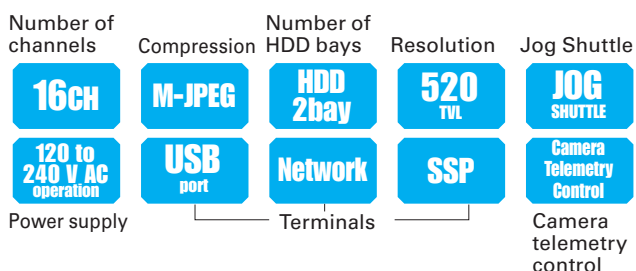 Number of
channels
Compression
Number of
HDD bays
Resolution
Jog Shuttle
16CH
M-JPEG
HDD
2bay
520
TVL
JOG
SHUTTLE
120 to
240 V AC
operation
USB
port
Network
SSP
Camera
Telemetry
Control
Power supply
Terminals
Camera
telemetry
control